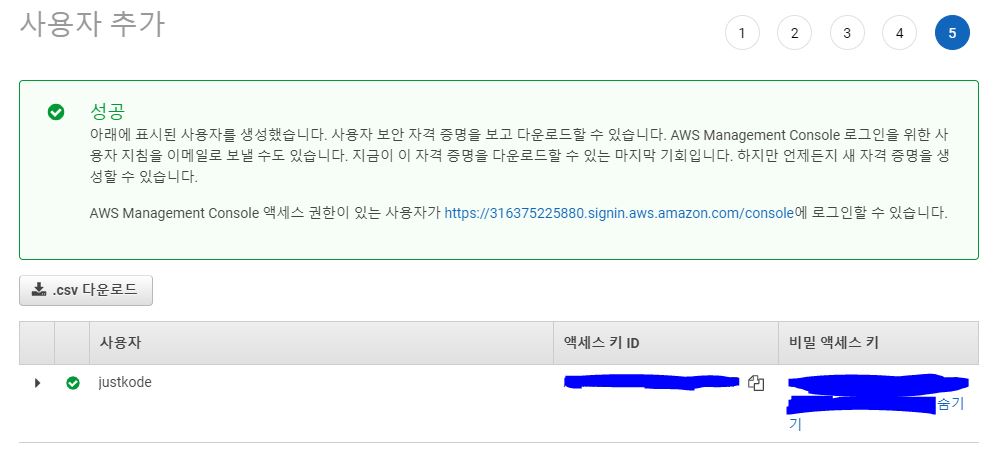 사용자 추가
1 2 3 4 5
성공
아래에 표시된 사용자를 생성했습니다. 사용자 보안 자격 증명을 보고 다운로드할 수 있습니다. AWS Management Console 로그인을 위한 사
용자 지침을 이메일로 보낼 수도 있습니다. 지금이 이 자격 증명을 다운로드할 수 있는 마지막 기회입니다. 하지만 언제든지 새 자격 증명을 생
성할 수 있습니다.
AWS Management Console 액세스 권한이 있는 사용자가 https://316375225880.signin.aws.amazon.com/console에 로그인할 수 있습니다.
.csv 다운로드
사용자 액세스 키 ID 비밀 액세스 키
justkode
숨기
기